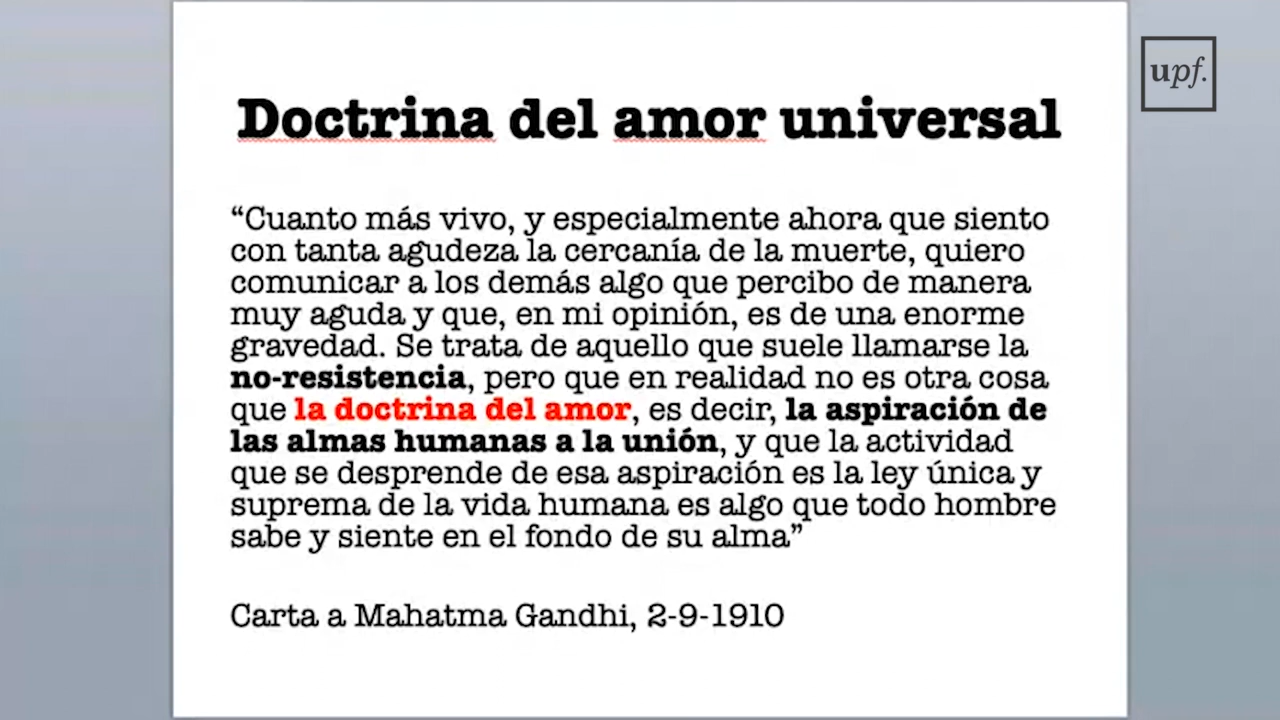 upf.
Doctrina del amor universal
“Cuanto más vivo, y especialmente ahora que siento
con tanta agudeza la cercanía de la muerte, quiero
comunicar a los demás algo que percibo de manera
muy aguda y que, en mi opinión, es de una enorme
gravedad. Se trata de aquello que suele llamarse la
no-resistencia, pero que en realidad no es otra cosa
que la doctrina del amor, es decir, la aspiración de
las almas humanas a la unión, y que la actividad
que se desprende de esa aspiración es la ley única y
suprema de la vida humana es algo que todo hombre
sabe y siente en el fondo de su alma”
Carta a Mahatma Gandhi, 2-9-1910